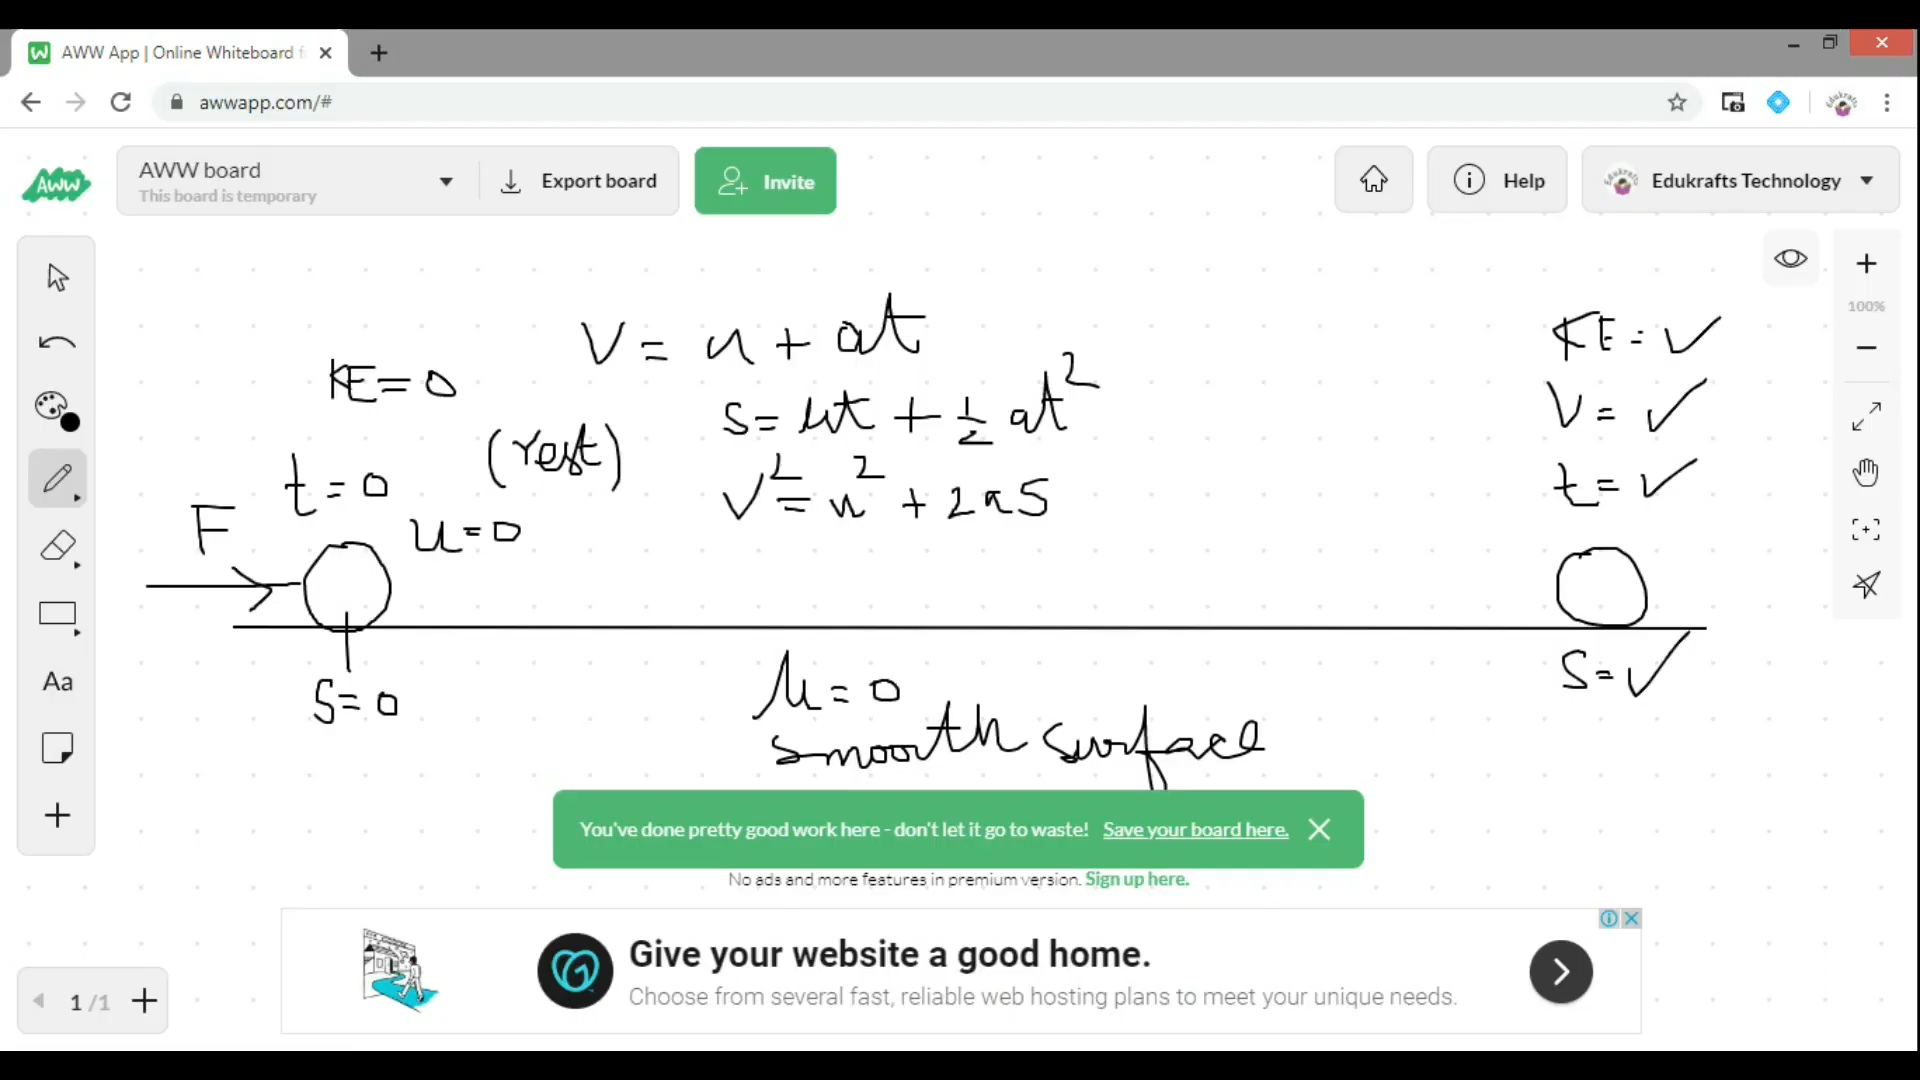 AWW App | Online Whiteboard f
awwapp.com/#
AWW
AWW board
This board is temporary
Export board
Invite
Help
Edukrafts Technology
100%
V = u + at
KE = 0
S = ut + 1/2 at²
(rest)
t = 0
V² = u² + 2as
F
u = 0
KE = ✓
V = ✓
t = ✓
S = 0
S = ✓
μ = 0
smooth surface
Aa
You've done pretty good work here - don't let it go to waste! Save your board here.
No ads and more features in premium version. Sign up here.
Give your website a good home.
Choose from several fast, reliable web hosting plans to meet your unique needs.
1 /1